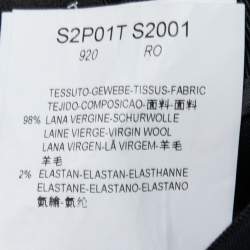 S2P01T S2001
920 RO
TESSUTO-GEWEBE-TISSUS-FABRIC
TEJIDO-COMPOSICAO-面料-面料
98% LANA VERGINE-SCHURWOLLE
LAINE VIERGE-VIRGIN WOOL
LANA VIRGEN-LÃ VIRGEM-羊毛
羊毛
2% ELASTAN-ELASTAN-ELASTHANNE
ELASTANE-ELASTANO-ELASTANO
氨綸-氨纶